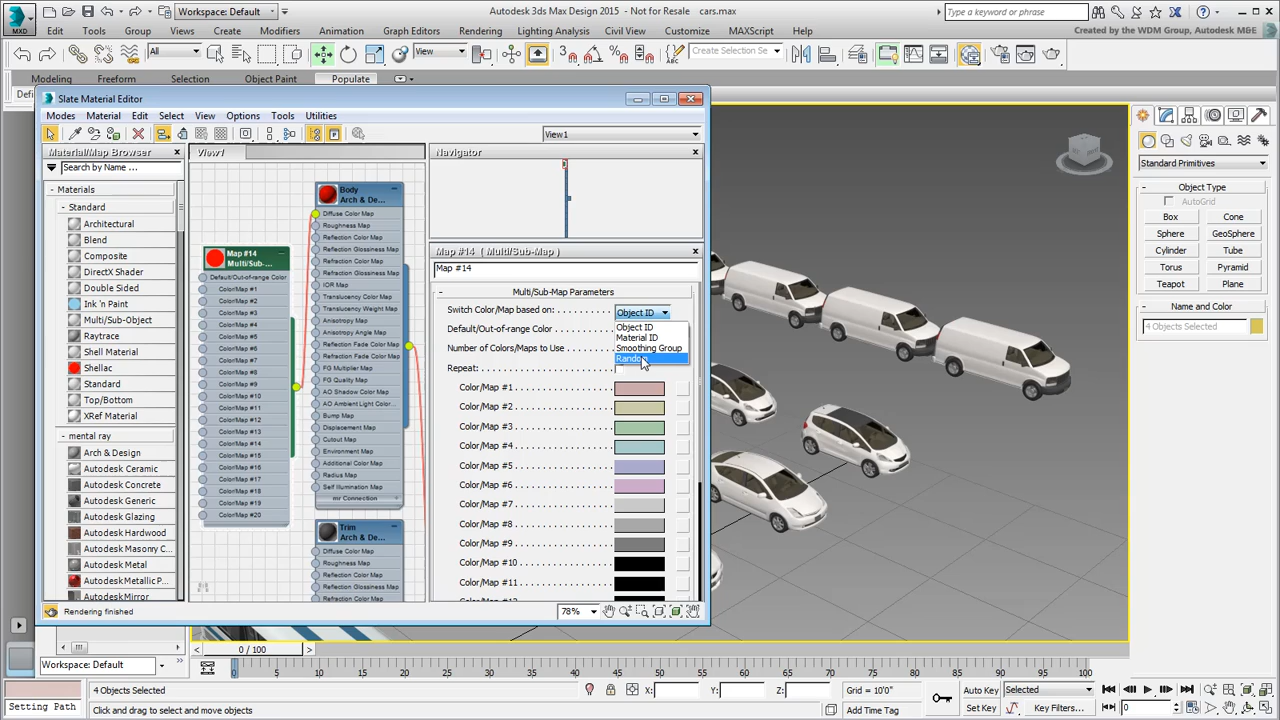 MXD
Workspace: Default
Autodesk 3ds Max Design 2015 - Not for Resale cars.max
Type a keyword or phrase
Edit Tools Group Views Create Modifiers Animation Graph Editors Rendering Lighting Analysis Civil View Customize MAXScript Help
Created by the WDM Group, Autodesk M&E
All View Create Selection Se
Modeling Freeform Selection Object Paint Populate
Slate Material Editor
Modes Material Edit Select View Options Tools Utilities
View1
Material/Map Browser
Search by Name ...
Materials
Standard
Architectural
Blend
Composite
DirectX Shader
Double Sided
Ink 'n Paint
Multi/Sub-Object
Raytrace
Shell Material
Shellac
Standard
Top/Bottom
XRef Material
mental ray
Arch & Design
Autodesk Ceramic
Autodesk Concrete
Autodesk Generic
Autodesk Glazing
Autodesk Hardwood
Autodesk Masonry C
Autodesk Metal
Autodesk Metallic P
Autodesk Mirror
View1
Map #14
Multi/Sub-...
Default/Out-of-range Color
Color/Map #1
Color/Map #2
Color/Map #3
Color/Map #4
Color/Map #5
Color/Map #6
Color/Map #7
Color/Map #8
Color/Map #9
Color/Map #10
Color/Map #11
Color/Map #12
Color/Map #13
Color/Map #14
Color/Map #15
Color/Map #16
Color/Map #17
Color/Map #18
Color/Map #19
Color/Map #20
Body
Arch & De...
Diffuse Color Map
Roughness Map
Reflection Color Map
Reflection Glossiness Map
Refraction Color Map
Refraction Glossiness Map
IOR Map
Translucency Color Map
Translucency Weight Map
Anisotropy Map
Anisotropy Angle Map
Reflection Fade Color Map
Refraction Fade Color Map
FG Multiplier Map
FG Quality Map
AO Shadow Color Map
AO Ambient Light Color...
Bump Map
Displacement Map
Cutout Map
Environment Map
Additional Color Map
Radius Map
Self Illumination Map
mr Connection
Trim
Arch & De...
Diffuse Color Map
Roughness Map
Reflection Color Map
Reflection Glossiness Map
Refraction Color Map
Navigator
Map #14 ( Multi/Sub-Map )
Map #14
Multi/Sub-Map Parameters
Switch Color/Map based on: Object ID
Object ID
Material ID
Smoothing Group
Default/Out-of-range Color
Number of Colors/Maps to Use
Repeat:
Color/Map #1
Color/Map #2
Color/Map #3
Color/Map #4
Color/Map #5
Color/Map #6
Color/Map #7
Color/Map #8
Color/Map #9
Color/Map #10
Color/Map #11
Rendering finished
78%
Standard Primitives
Object Type
AutoGrid
Box Cone
Sphere GeoSphere
Cylinder Tube
Torus Pyramid
Teapot Plane
Name and Color
4 Objects Selected
0 / 100
Workspace: Default
0 5 10 15 20 25 30 35 40 45 50 55 60 65 70 75 80 85 90 95 100
4 Objects Selected X: Y: Z: Grid = 10'0" Auto Key Selected
Setting Path Click and drag to select and move objects Add Time Tag Set Key Key Filters... 0